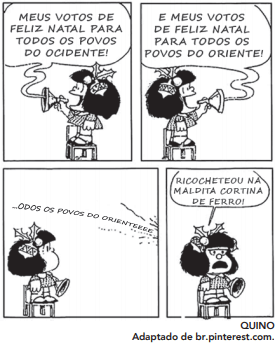 MEUS VOTOS DE
FELIZ NATAL PARA
TODOS OS POVOS
DO OCIDENTE!
E MEUS VOTOS
DE FELIZ NATAL
PARA TODOS OS
POVOS DO ORIENTE!
...ODOS OS POVOS DO ORIENTEEEE
RICOCHETEOU NA
MALDITA CORTINA
DE FERRO!
QUINO
Adaptado de br.pinterest.com.